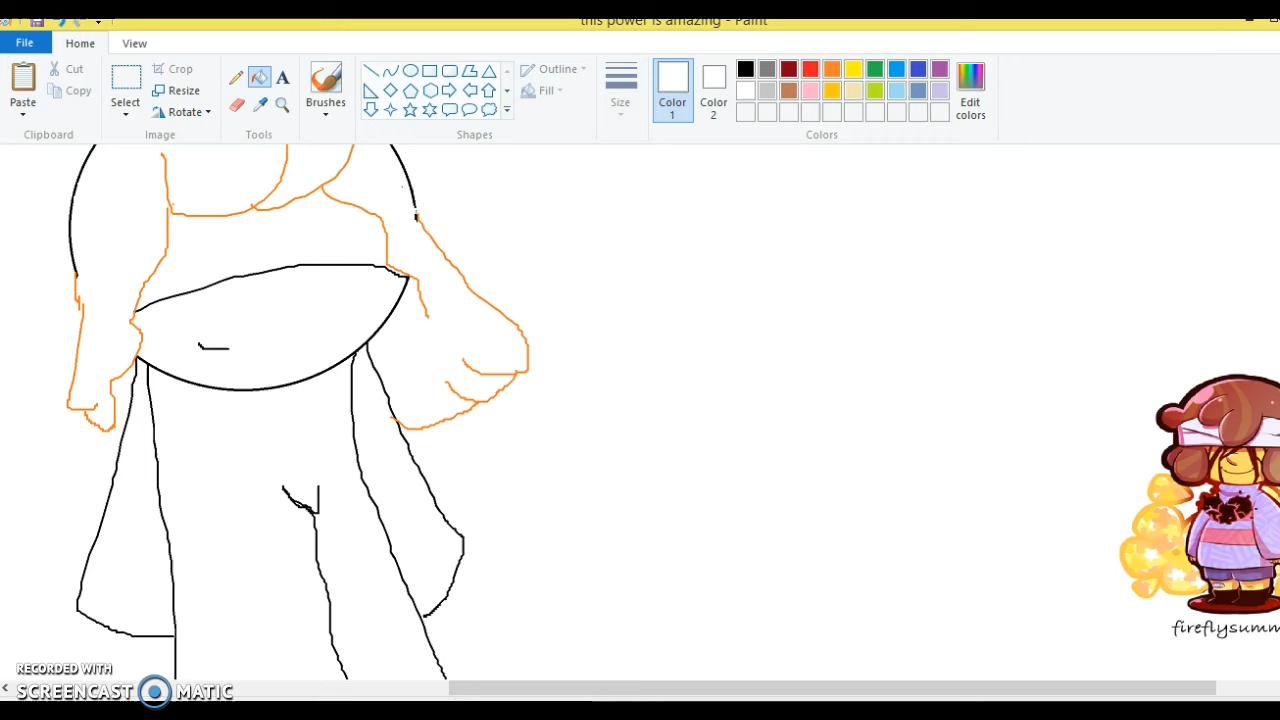 this power is amazing - Paint
File Home View
Paste
Cut
Copy
Clipboard
Select
Crop
Resize
Rotate
Image
A
Tools
Brushes
Outline
Fill
Shapes
Size
Color 1
Color 2
Edit colors
Colors
fireflysumm
RECORDED WITH
SCREENCAST MATIC